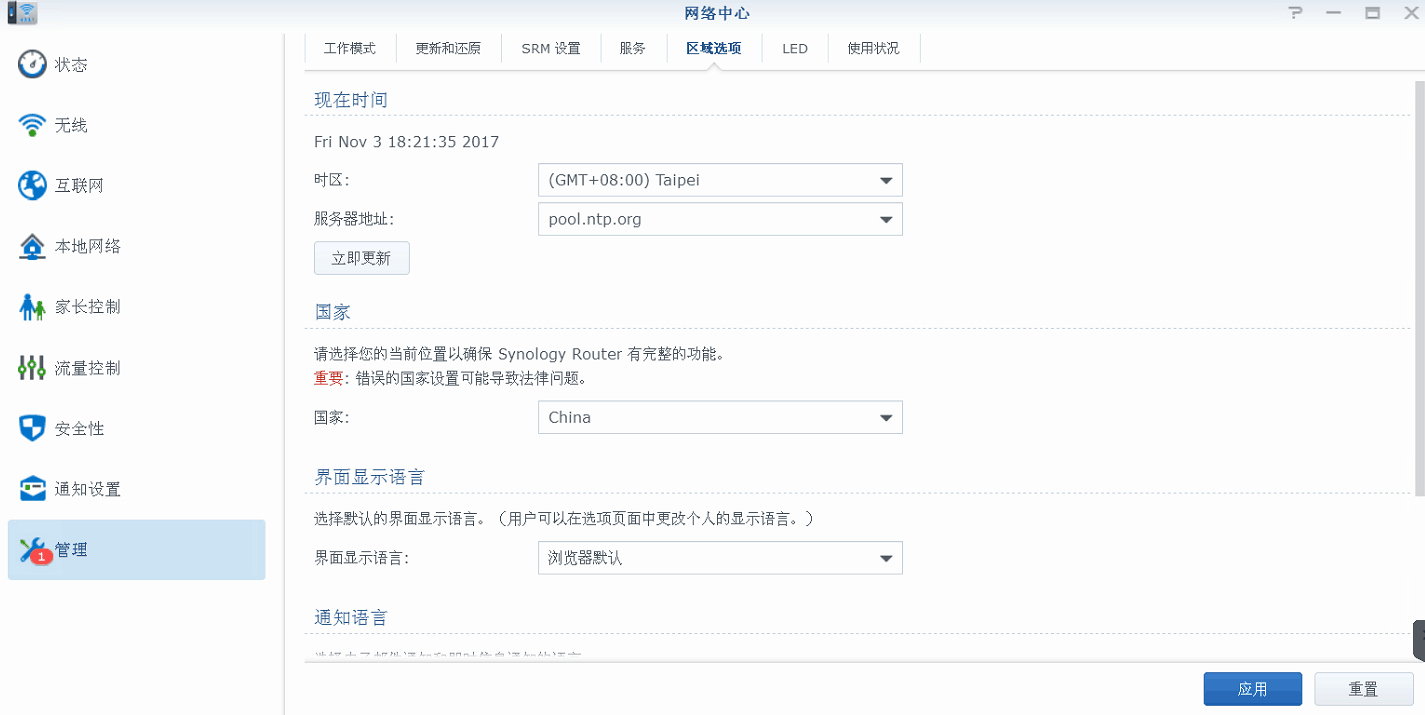 网络中心
状态
无线
互联网
本地网络
家长控制
流量控制
安全性
通知设置
1
管理
工作模式 更新和还原 SRM 设置 服务 区域选项 LED 使用状况
现在时间
Fri Nov 3 18:21:35 2017
时区: (GMT+08:00) Taipei
服务器地址: pool.ntp.org
立即更新
国家
请选择您的当前位置以确保 Synology Router 有完整的功能。
重要: 错误的国家设置可能导致法律问题。
国家: China
界面显示语言
选择默认的界面显示语言。（用户可以在选项页面中更改个人的显示语言。）
界面显示语言: 浏览器默认
通知语言
应用 重置